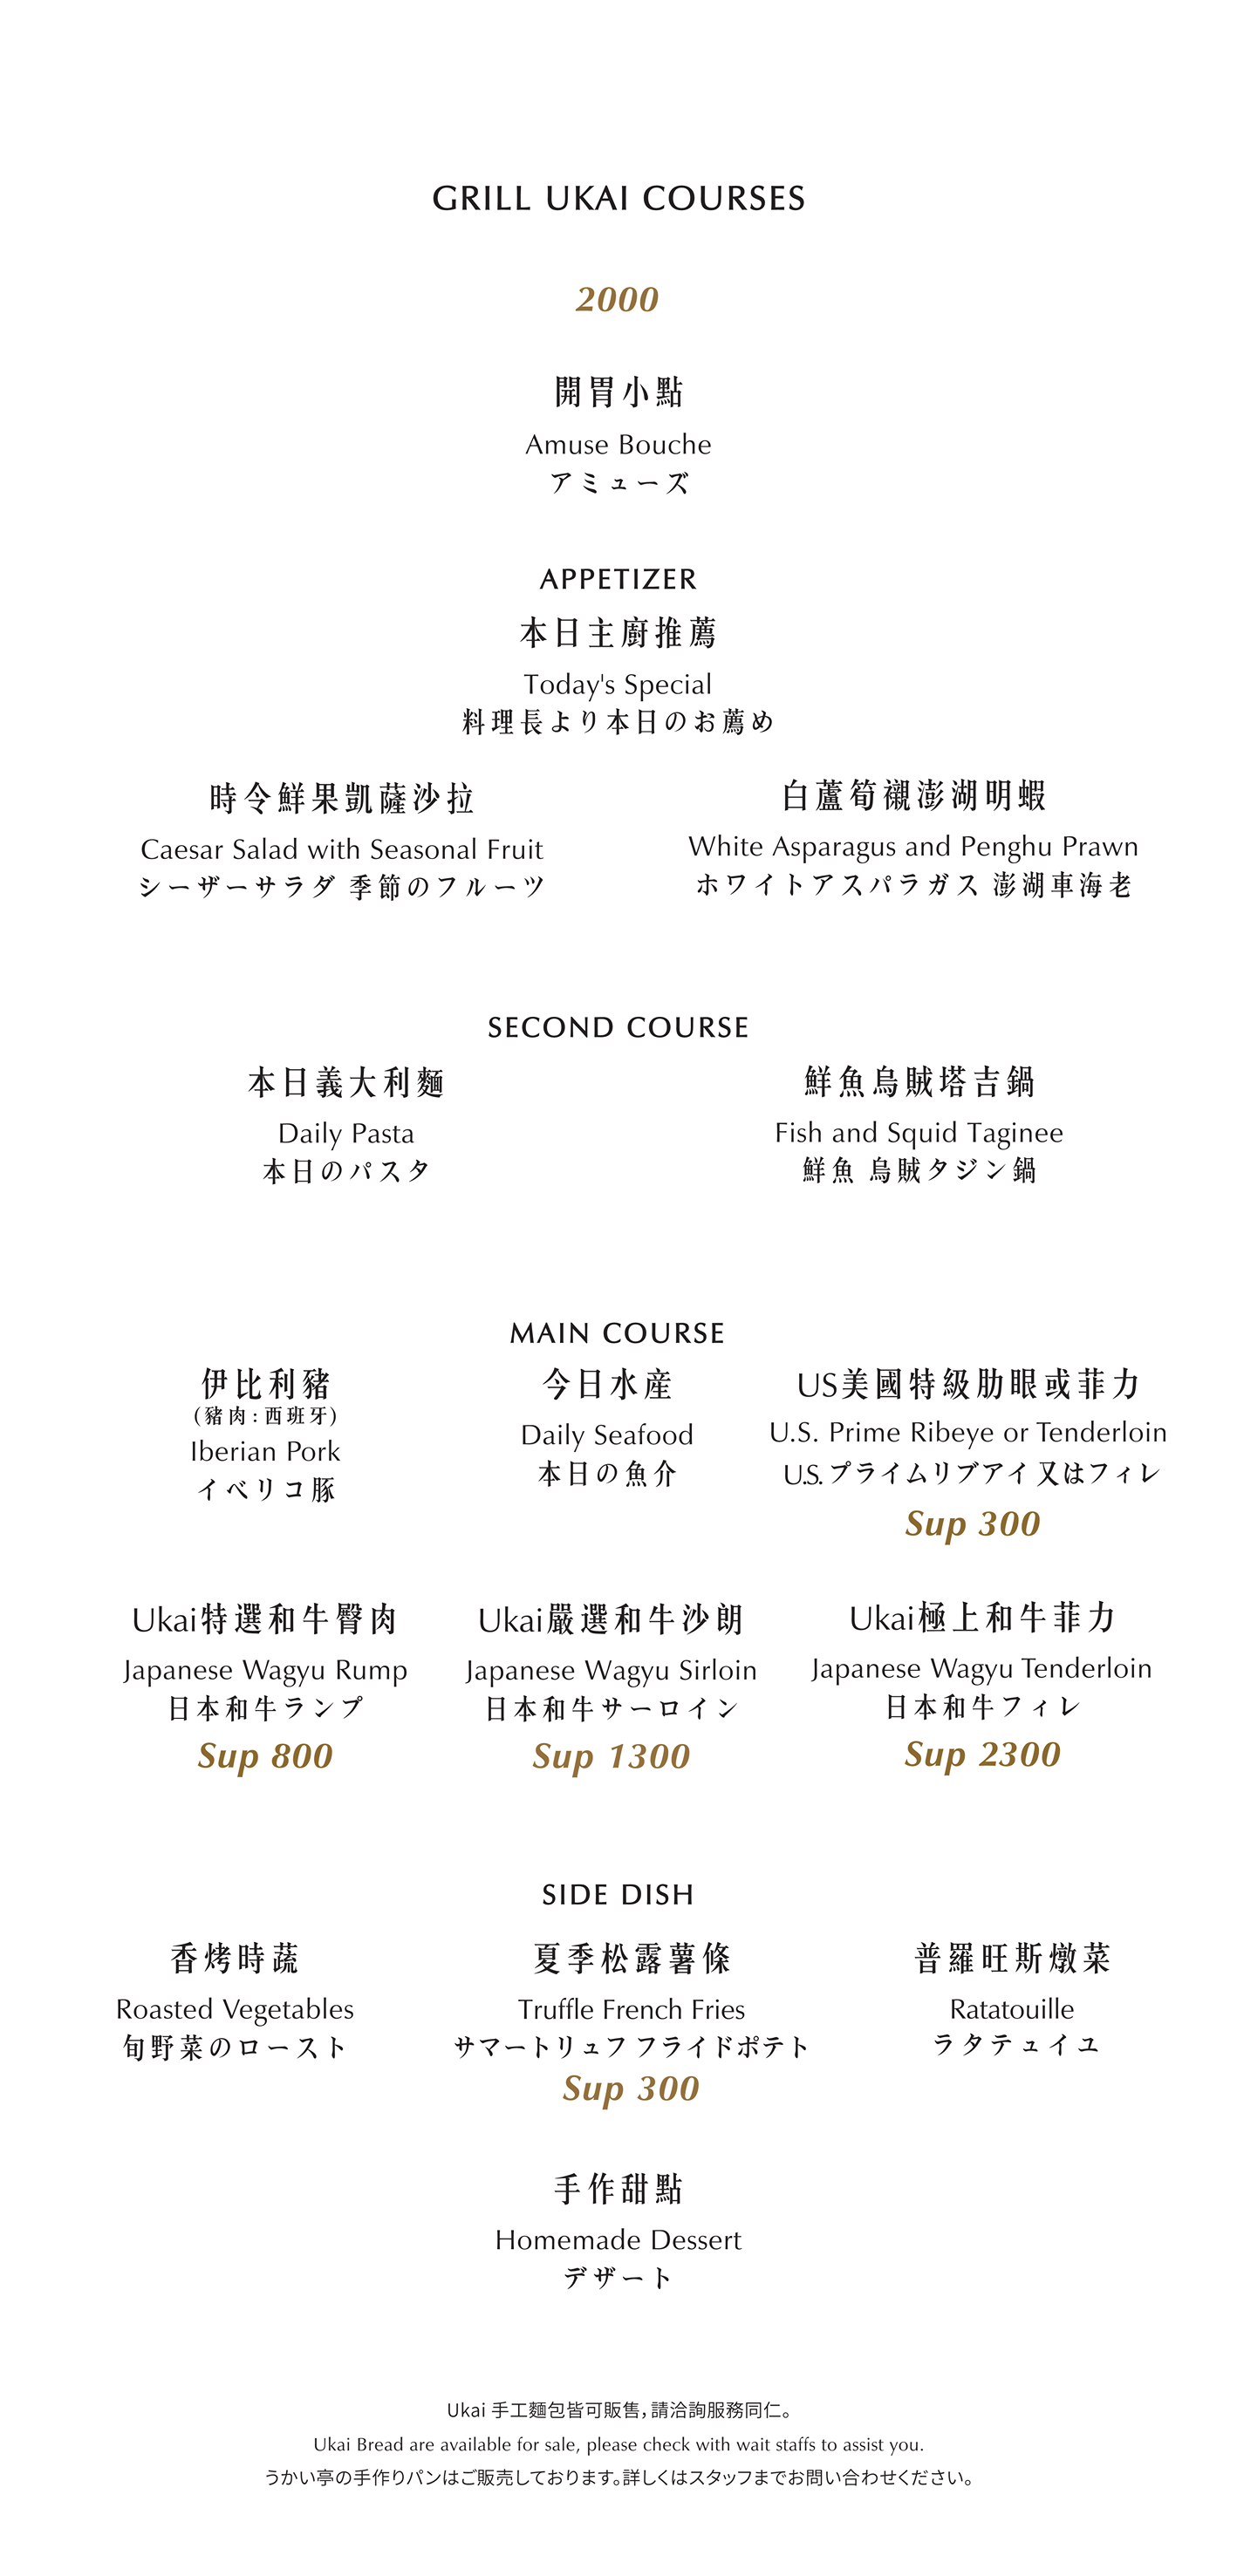 GRILL UKAI COURSES
2000
開胃小點
Amuse Bouche
アミューズ
APPETIZER
本日主廚推薦
Today's Special
料理長より本日のお薦め
時令鮮果凱薩沙拉
Caesar Salad with Seasonal Fruit
シーザーサラダ 季節のフルーツ
白蘆筍襯澎湖明蝦
White Asparagus and Penghu Prawn
ホワイトアスパラガス 澎湖車海老
SECOND COURSE
本日義大利麵
Daily Pasta
本日のパスタ
鮮魚烏賊塔吉鍋
Fish and Squid Taginee
鮮魚 烏賊タジン鍋
MAIN COURSE
伊比利豬
(豬肉:西班牙)
Iberian Pork
イベリコ豚
今日水産
Daily Seafood
本日の魚介
US美國特級肋眼或菲力
U.S. Prime Ribeye or Tenderloin
U.S.プライムリブアイ 又はフィレ
Sup 300
Ukai特選和牛臀肉
Japanese Wagyu Rump
日本和牛ランプ
Sup 800
Ukai嚴選和牛沙朗
Japanese Wagyu Sirloin
日本和牛サーロイン
Sup 1300
Ukai極上和牛菲力
Japanese Wagyu Tenderloin
日本和牛フィレ
Sup 2300
SIDE DISH
香烤時蔬
Roasted Vegetables
旬野菜のロースト
夏季松露薯條
Truffle French Fries
サマートリュフ フライドポテト
Sup 300
普羅旺斯燉菜
Ratatouille
ラタテュイユ
手作甜點
Homemade Dessert
デザート
Ukai 手工麵包皆可販售，請洽詢服務同仁。
Ukai Bread are available for sale, please check with wait staffs to assist you.
うかい亭の手作りパンはご販売しております。詳しくはスタッフまでお問い合わせください。